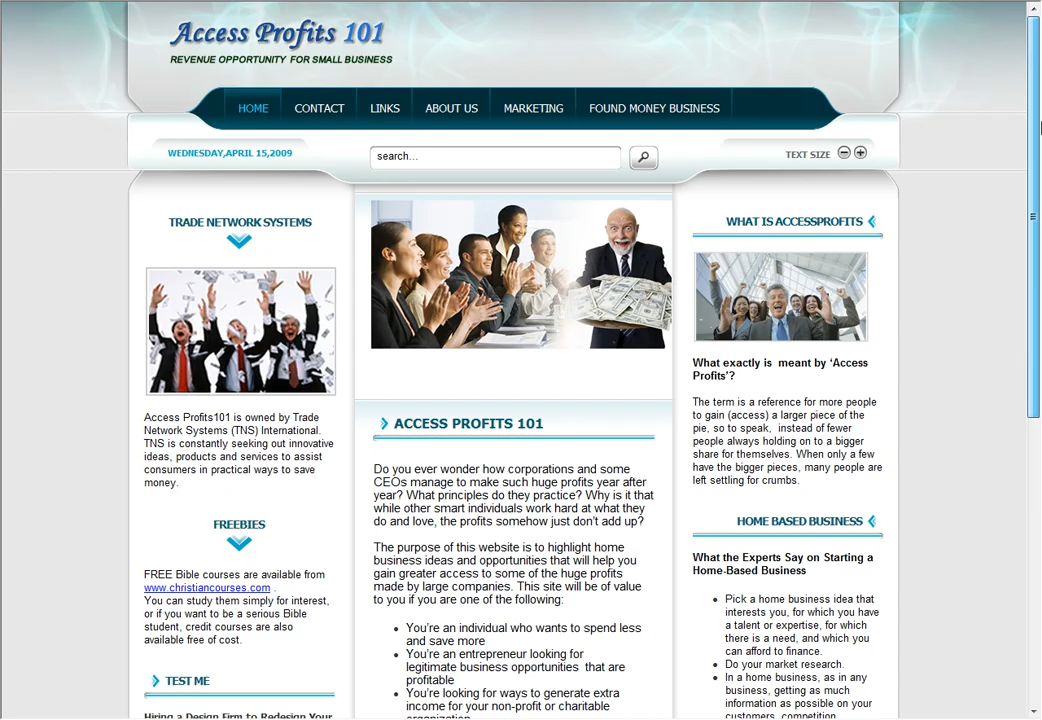 Access Profits 101
REVENUE OPPORTUNITY FOR SMALL BUSINESS
HOME CONTACT LINKS ABOUT US MARKETING FOUND MONEY BUSINESS
WEDNESDAY,APRIL 15,2009
search...
TEXT SIZE
TRADE NETWORK SYSTEMS
Access Profits101 is owned by Trade
Network Systems (TNS) International.
TNS is constantly seeking out innovative
ideas, products and services to assist
consumers in practical ways to save
money.
FREEBIES
FREE Bible courses are available from
www.christiancourses.com .
You can study them simply for interest,
or if you want to be a serious Bible
student, credit courses are also
available free of cost.
TEST ME
Hiring a Design Firm to Redesign Your
ACCESS PROFITS 101
Do you ever wonder how corporations and some
CEOs manage to make such huge profits year after
year? What principles do they practice? Why is it that
while other smart individuals work hard at what they
do and love, the profits somehow just don’t add up?
The purpose of this website is to highlight home
business ideas and opportunities that will help you
gain greater access to some of the huge profits
made by large companies. This site will be of value
to you if you are one of the following:
You’re an individual who wants to spend less
and save more
You’re an entrepreneur looking for
legitimate business opportunities that are
profitable
You’re looking for ways to generate extra
income for your non-profit or charitable
organization
WHAT IS ACCESSPROFITS
What exactly is meant by ‘Access
Profits’?
The term is a reference for more people
to gain (access) a larger piece of the
pie, so to speak, instead of fewer
people always holding on to a bigger
share for themselves. When only a few
have the bigger pieces, many people are
left settling for crumbs.
HOME BASED BUSINESS
What the Experts Say on Starting a
Home-Based Business
Pick a home business idea that
interests you, for which you have
a talent or expertise, for which
there is a need, and which you
can afford to finance.
Do your market research.
In a home business, as in any
business, getting as much
information as possible on your
customers, competition